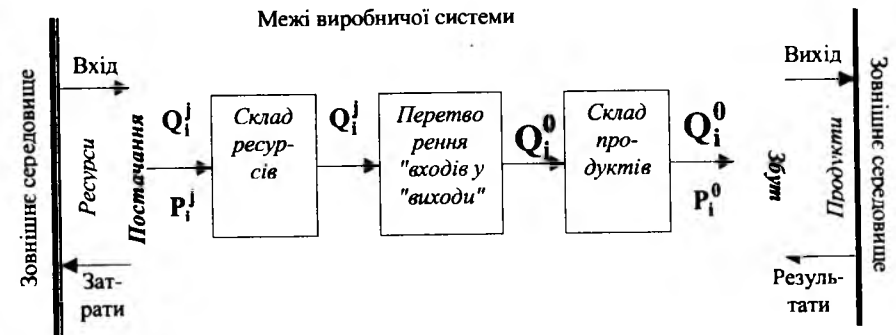 Межі виробничої системи
Зовнішнє середовище
Вхід
Ресурси
Зат-
рати
Постачання
Q_i^j
P_i^j
Склад
ресур-
сів
Q_i^j
Перетво
рення
"входів у
"виходи"
Q_i^0
Склад
про-
дуктів
Q_i^0
P_i^0
Збут
Вихід
Продукти
Резуль-
тати
Зовнішнє середовище